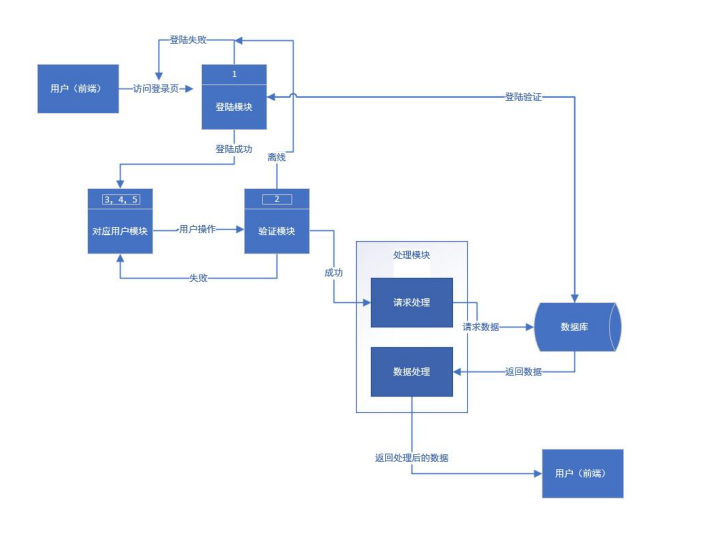 登陆失败
1
用户（前端）
访问登录页
登陆模块
登陆验证
登陆成功
离线
3, 4, 5
2
对应用户模块
用户操作
验证模块
处理模块
成功
失败
请求处理
请求数据
数据库
数据处理
返回数据
返回处理后的数据
用户（前端）